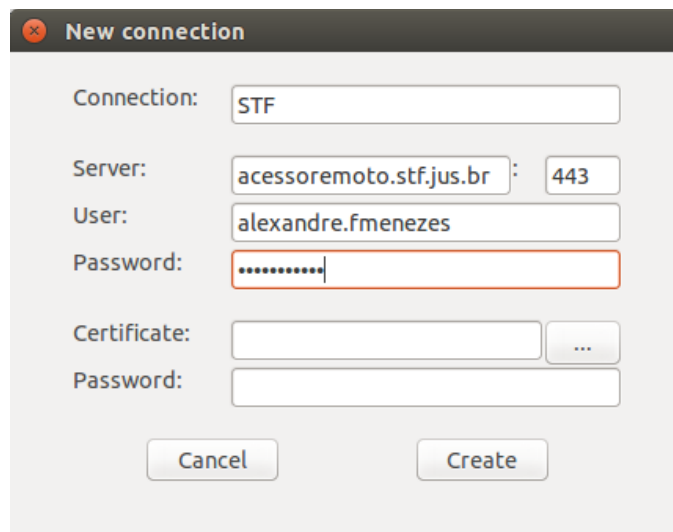 New connection
Connection: STF
Server: acessoremoto.stf.jus.br : 443
User: alexandre.fmenezes
Password: •••••••••••
Certificate: ...
Password:
Cancel Create